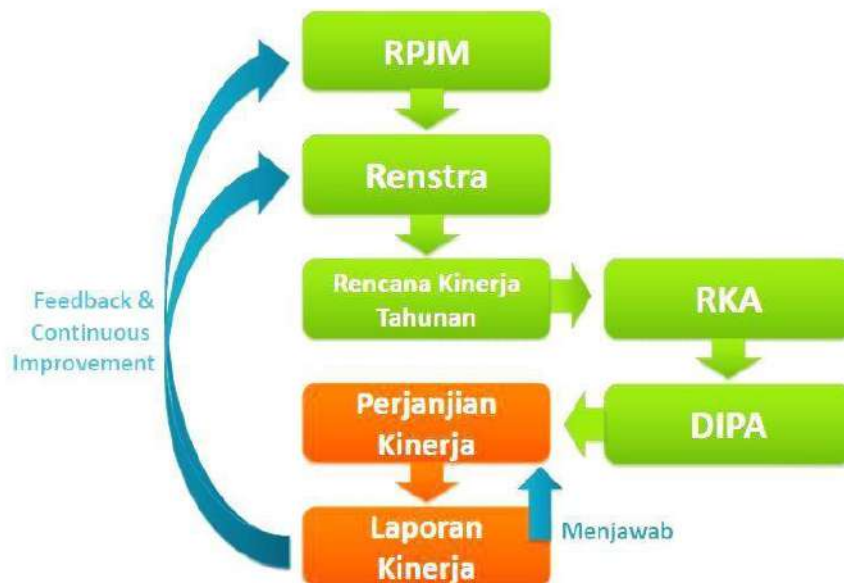 RPJM
Renstra
Rencana Kinerja
Tahunan
RKA
Feedback &
Continuous
Improvement
Perjanjian
Kinerja
DIPA
Laporan
Kinerja
Menjawab